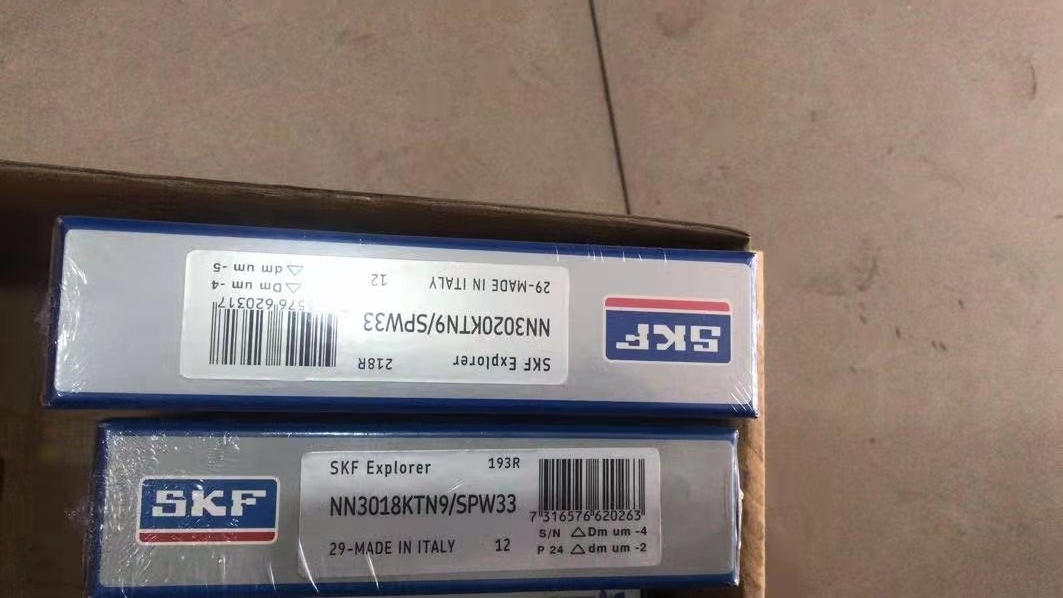 SKF
SKF Explorer 218R
NN3020KTN9/SPW33
29-MADE IN ITALY 12
576 620317
△ Dm um -4
△ dm um -5
SKF
SKF Explorer 193R
NN3018KTN9/SPW33
29-MADE IN ITALY 12
7 316576 620263
S/N △ Dm um -4
P 24 △ dm um -2